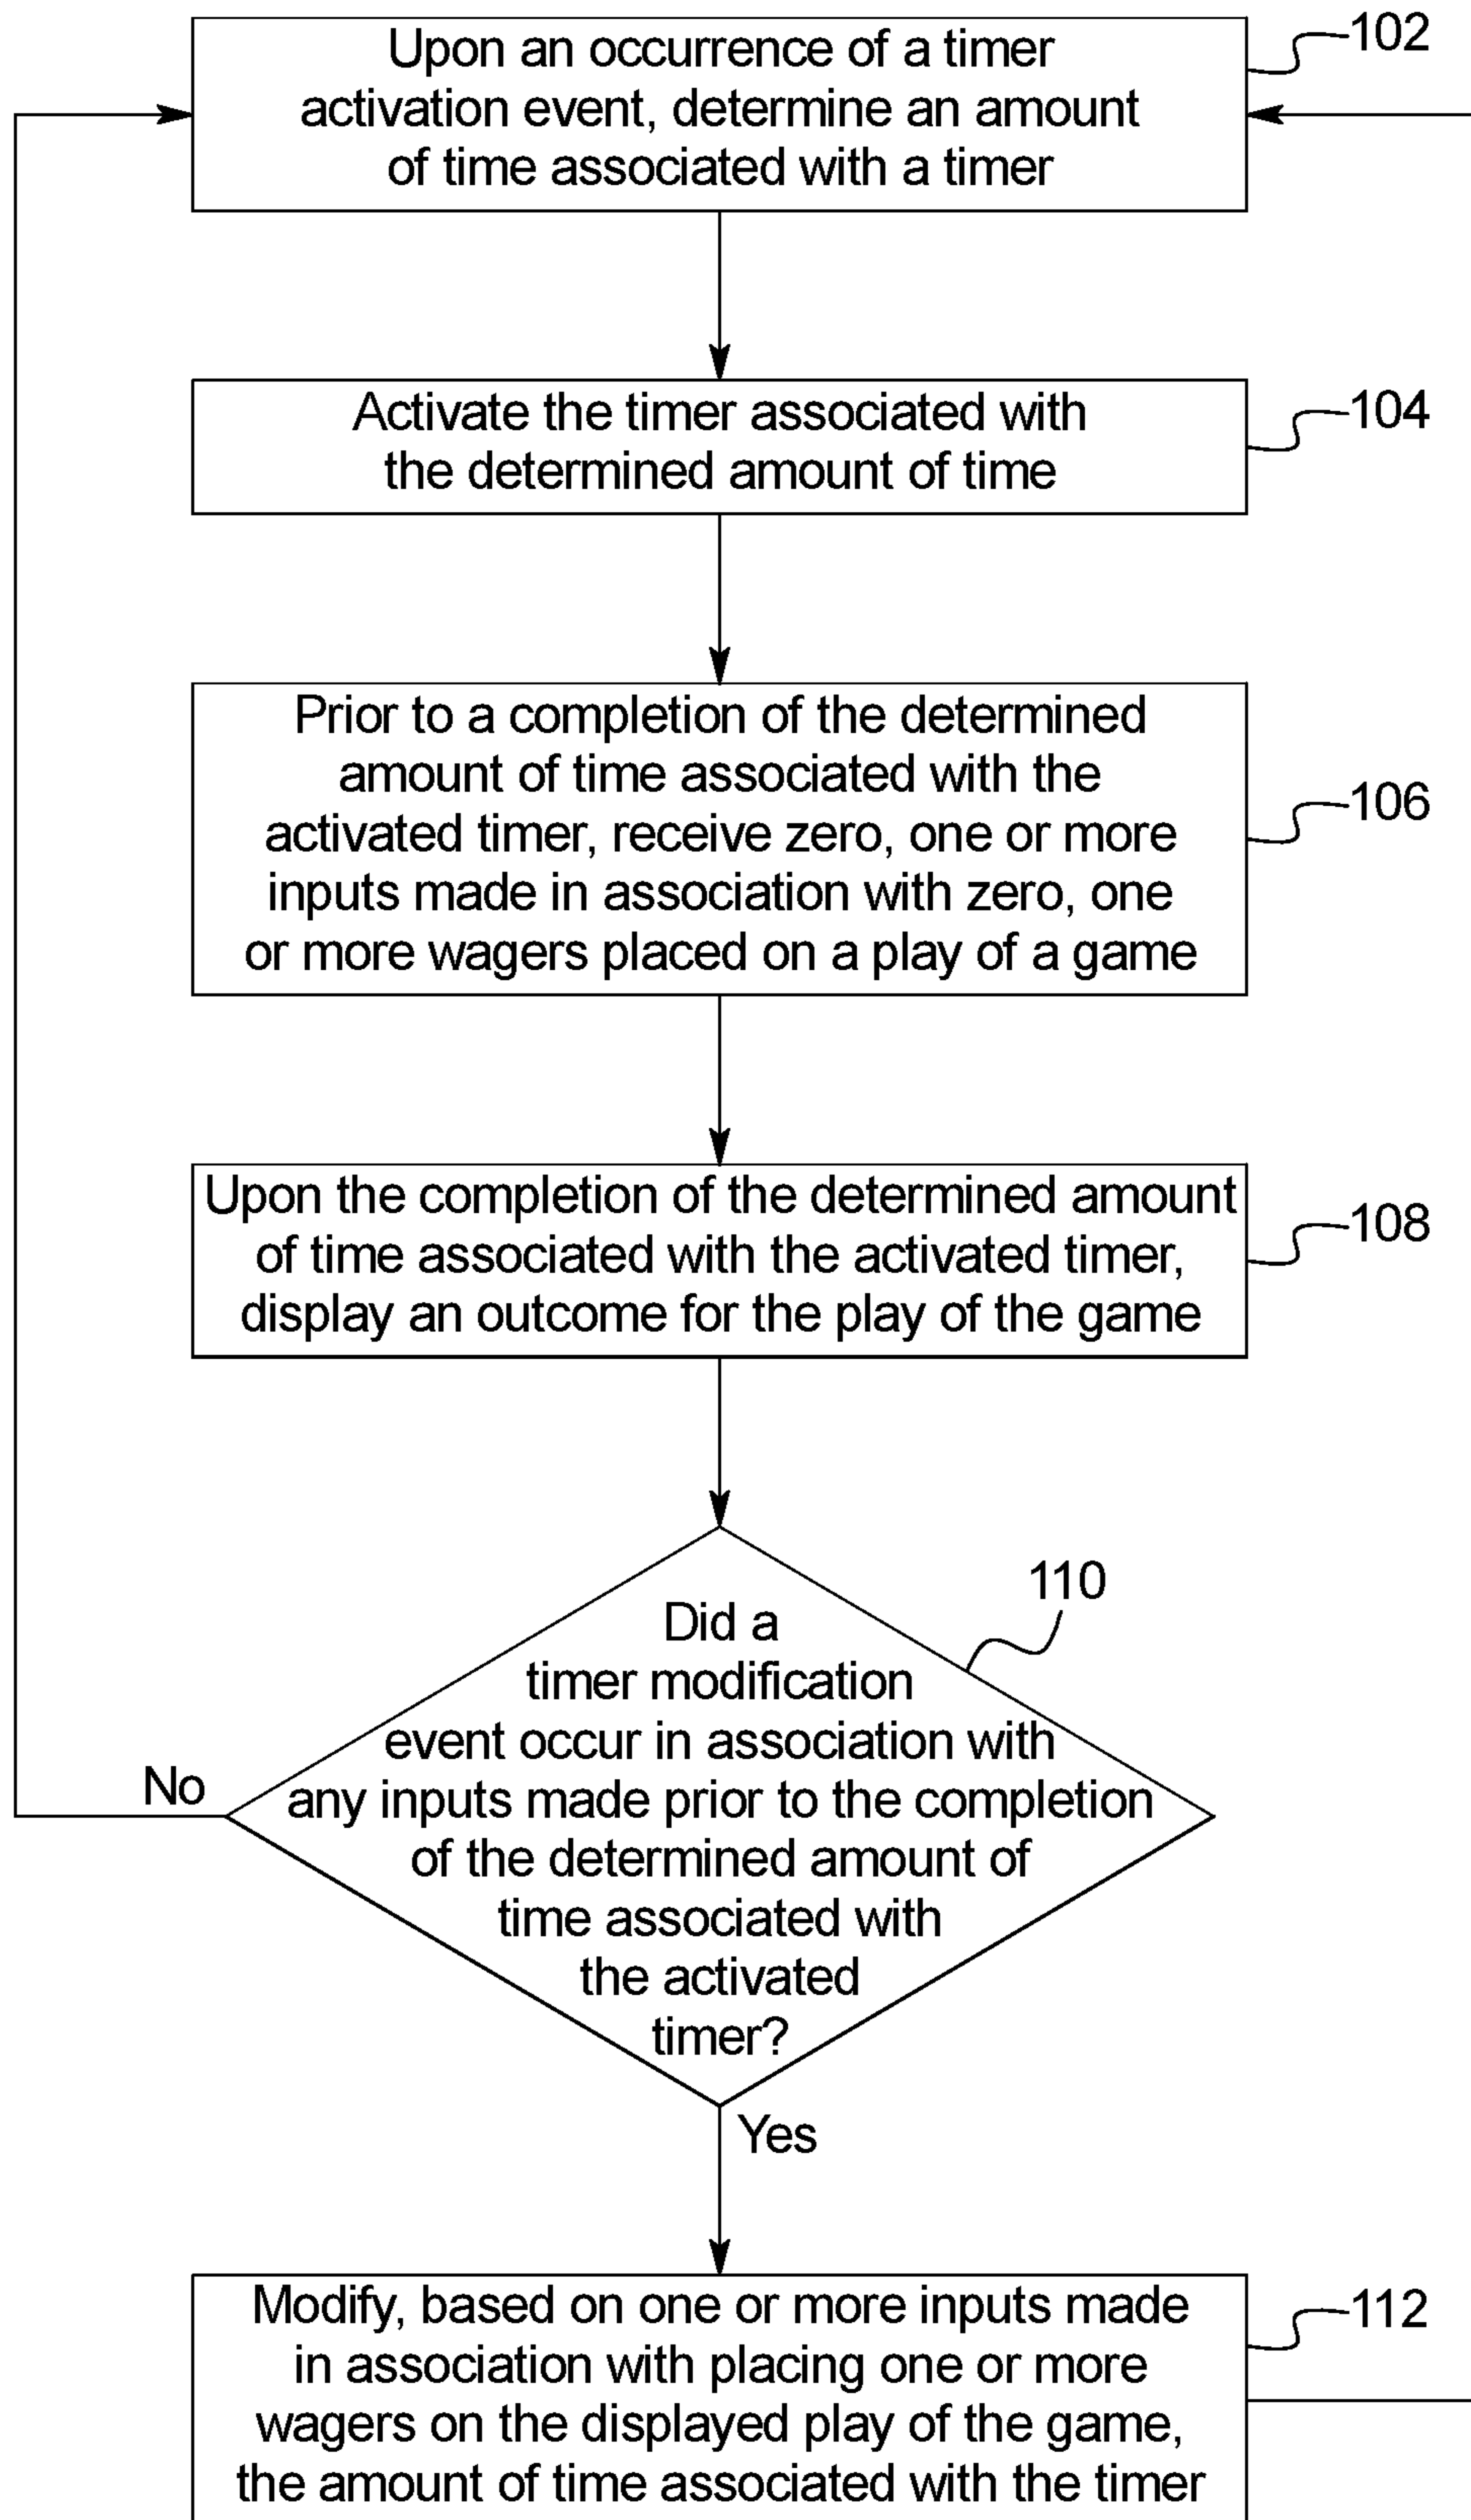 Upon an occurrence of a timer
activation event, determine an amount
of time associated with a timer
102
Activate the timer associated with
the determined amount of time
104
Prior to a completion of the determined
amount of time associated with the
activated timer, receive zero, one or more
inputs made in association with zero, one
or more wagers placed on a play of a game
106
Upon the completion of the determined amount
of time associated with the activated timer,
display an outcome for the play of the game
108
110
Did a
timer modification
event occur in association with
any inputs made prior to the completion
of the determined amount of
time associated with
the activated
timer?
No
Yes
Modify, based on one or more inputs made
in association with placing one or more
wagers on the displayed play of the game,
the amount of time associated with the timer
112